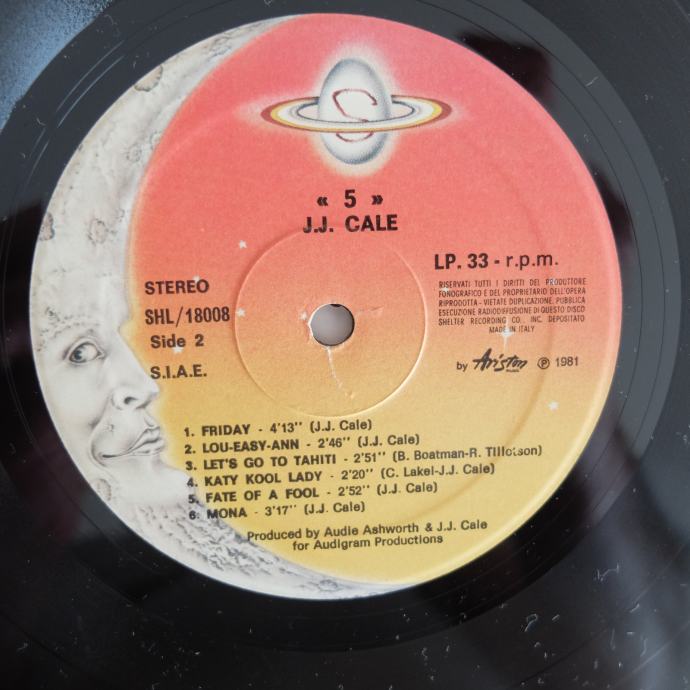 S
« 5 »
J.J. CALE
LP. 33 - r.p.m.
STEREO
SHL/18008
Side 2
S.I.A.E.
RISERVATI TUTTI I DIRITTI DEL PRODUTTORE
FONOGRAFICO E DEL PROPRIETARIO DELL'OPERA
RIPRODOTTA - VIETATE DUPLICAZIONE, PUBBLICA
ESECUZIONE RADIODIFFUSIONE DI QUESTO DISCO
SHELTER RECORDING CO., INC. DEPOSITATO
MADE IN ITALY
by Ariston ℗ 1981
1. FRIDAY - 4'13'' (J.J. Cale)
2. LOU-EASY-ANN - 2'46'' (J.J. Cale)
3. LET'S GO TO TAHITI - 2'51'' (B. Boatman-R. Tillotson)
4. KATY KOOL LADY - 2'20'' (C. Lakel-J.J. Cale)
5. FATE OF A FOOL - 2'52'' (J.J. Cale)
6. MONA - 3'17'' (J.J. Cale)
Produced by Audie Ashworth & J.J. Cale
for Audigram Productions